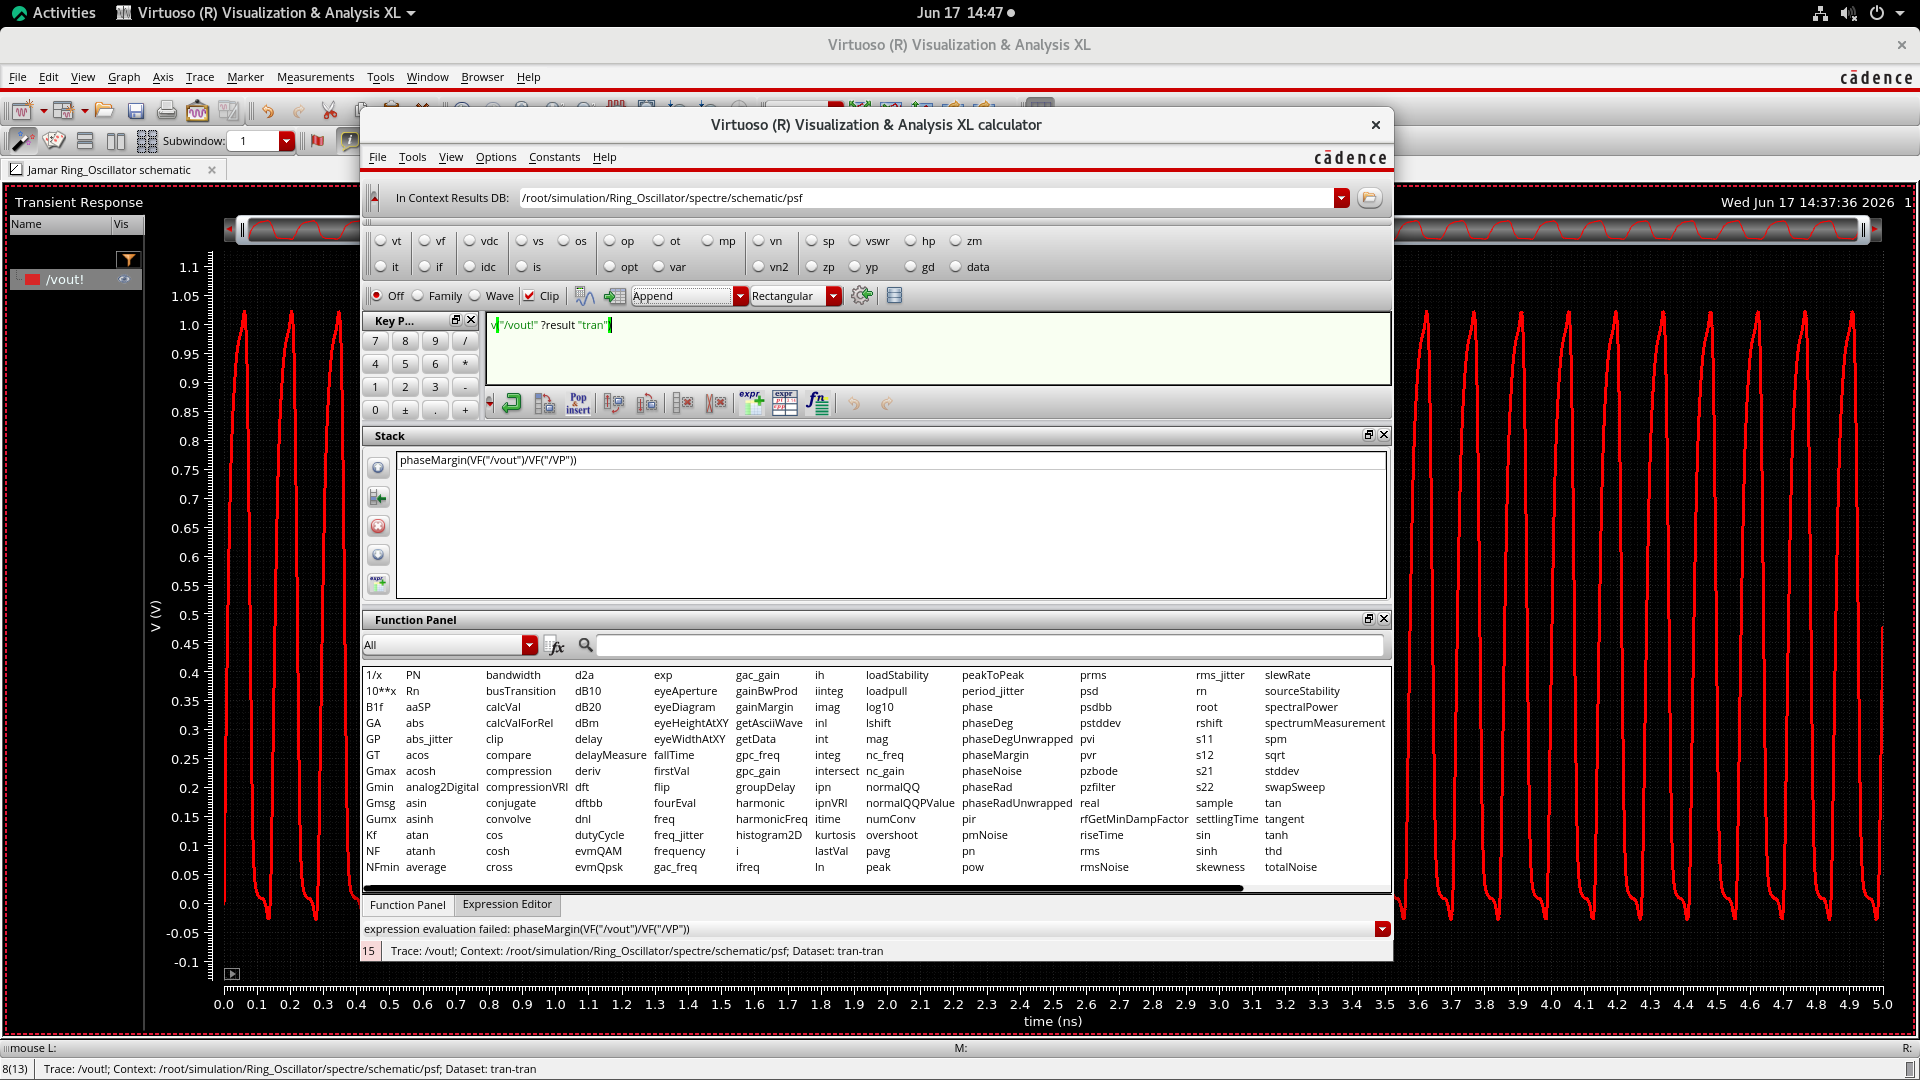 Activities Virtuoso (R) Visualization & Analysis XL Jun 17 14:47
Virtuoso (R) Visualization & Analysis XL
File Edit View Graph Axis Trace Marker Measurements Tools Window Browser Help cādence
Subwindow: 1
Jamar Ring_Oscillator schematic
Transient Response Wed Jun 17 14:37:36 2026 1
Name Vis
/vout!
1.1
1.05
1.0
0.95
0.9
0.85
0.8
0.75
0.7
0.65
0.6
0.55
0.5
0.45
0.4
0.35
0.3
0.25
0.2
0.15
0.1
0.05
0.0
-0.05
-0.1
V (V)
0.0 0.1 0.2 0.3 0.4 0.5 0.6 0.7 0.8 0.9 1.0 1.1 1.2 1.3 1.4 1.5 1.6 1.7 1.8 1.9 2.0 2.1 2.2 2.3 2.4 2.5 2.6 2.7 2.8 2.9 3.0 3.1 3.2 3.3 3.4 3.5 3.6 3.7 3.8 3.9 4.0 4.1 4.2 4.3 4.4 4.5 4.6 4.7 4.8 4.9 5.0
time (ns)
Virtuoso (R) Visualization & Analysis XL calculator
File Tools View Options Constants Help cādence
In Context Results DB: /root/simulation/Ring_Oscillator/spectre/schematic/psf
vt vf vdc vs os op ot mp vn sp vswr hp zm
it if idc is opt var vn2 zp yp gd data
Off Family Wave Clip Append Rectangular
Key P...
7 8 9 /
4 5 6 *
1 2 3 -
0 ± . +
v("/vout!" ?result "tran")
Pop & insert expr expr fn
Stack
phaseMargin(VF("/vout")/VF("/VP"))
expr
Function Panel
All fx
1/x PN bandwidth d2a exp gac_gain ih loadStability peakToPeak prms rms_jitter slewRate
10**x Rn busTransition dB10 eyeAperture gainBwProd iinteg loadpull period_jitter psd rn sourceStability
B1f aaSP calcVal dB20 eyeDiagram gainMargin imag log10 phase psdbb root spectralPower
GA abs calcValForRel dBm eyeHeightAtXY getAsciiWave inl lshift phaseDeg pstddev rshift spectrumMeasurement
GP abs_jitter clip delay eyeWidthAtXY getData int mag phaseDegUnwrapped pvi s11 spm
GT acos compare delayMeasure fallTime gpc_freq integ nc_freq phaseMargin pvr s12 sqrt
Gmax acosh compression deriv firstVal gpc_gain intersect nc_gain phaseNoise pzbode s21 stddev
Gmin analog2Digital compressionVRI dft flip groupDelay ipn normalQQ phaseRad pzfilter s22 swapSweep
Gmsg asin conjugate dftbb fourEval harmonic ipnVRI normalQQPValue phaseRadUnwrapped real sample tan
Gumx asinh convolve dnl freq harmonicFreq itime numConv pir rfGetMinDampFactor settlingTime tangent
Kf atan cos dutyCycle freq_jitter histogram2D kurtosis overshoot pmNoise riseTime sin tanh
NF atanh cosh evmQAM frequency i lastVal pavg pn rms sinh thd
NFmin average cross evmQpsk gac_freq ifreq ln peak pow rmsNoise skewness totalNoise
Function Panel Expression Editor
expression evaluation failed: phaseMargin(VF("/vout")/VF("/VP"))
15 Trace: /vout!; Context: /root/simulation/Ring_Oscillator/spectre/schematic/psf; Dataset: tran-tran
mouse L: M: R:
8(13) Trace: /vout!; Context: /root/simulation/Ring_Oscillator/spectre/schematic/psf; Dataset: tran-tran